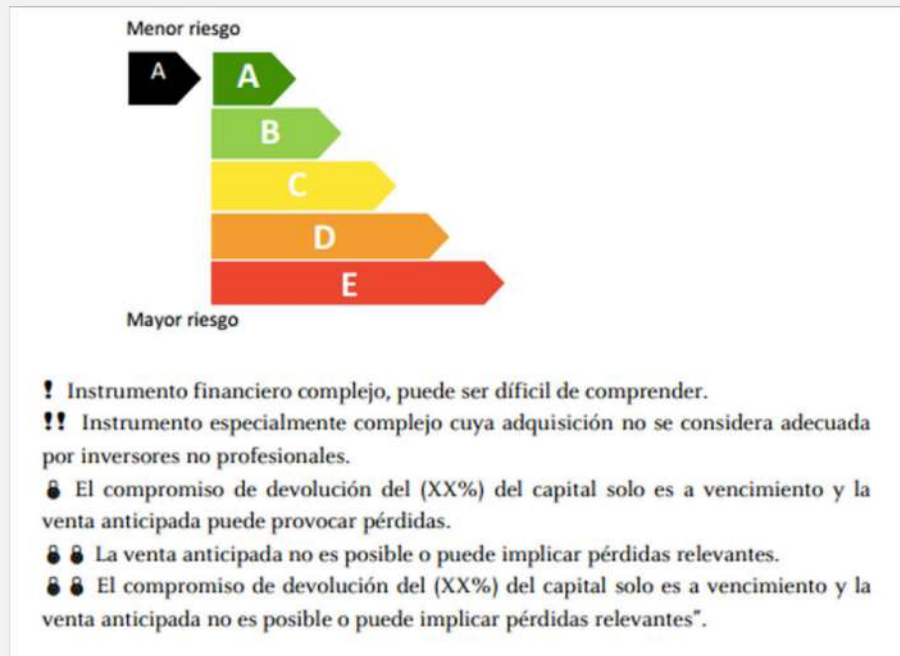 Menor riesgo
A A
B
C
D
E
Mayor riesgo
! Instrumento financiero complejo, puede ser díficil de comprender.
!! Instrumento especialmente complejo cuya adquisición no se considera adecuada
por inversores no profesionales.
El compromiso de devolución del (XX%) del capital solo es a vencimiento y la
venta anticipada puede provocar pérdidas.
La venta anticipada no es posible o puede implicar pérdidas relevantes.
El compromiso de devolución del (XX%) del capital solo es a vencimiento y la
venta anticipada no es posible o puede implicar pérdidas relevantes".